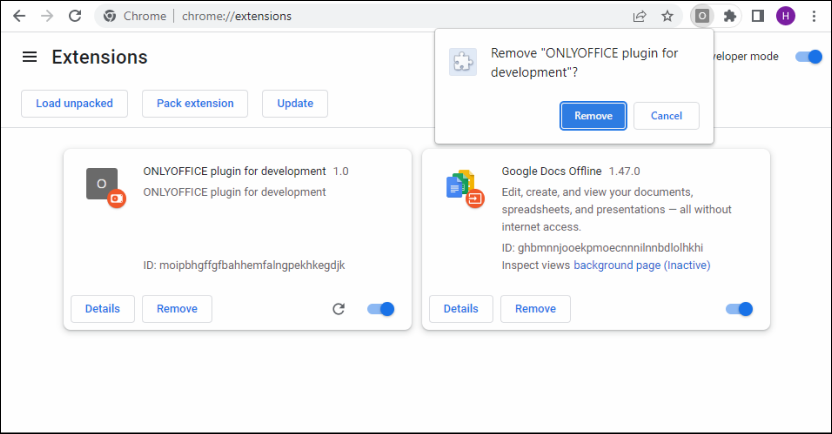 Chrome | chrome://extensions
H
Extensions
Remove "ONLYOFFICE plugin for
development"?
Remove
Cancel
veloper mode
Load unpacked
Pack extension
Update
O
ONLYOFFICE plugin for development 1.0
ONLYOFFICE plugin for development
ID: moipbhgffgfbahhemfalngpekhkegdjk
Details
Remove
Google Docs Offline 1.47.0
Edit, create, and view your documents,
spreadsheets, and presentations — all without
internet access.
ID: ghbmnnjooekpmoecnnnilnnbdlolhkhi
Inspect views background page (Inactive)
Details
Remove